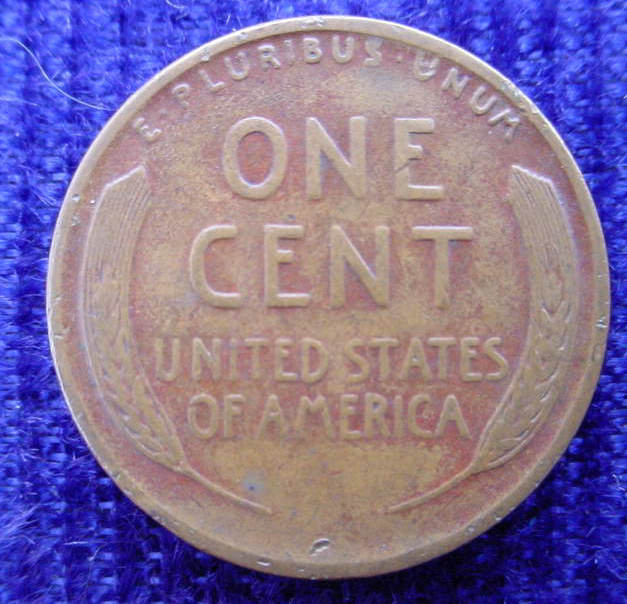 E · PLURIBUS · UNUM
ONE
CENT
UNITED STATES
OF AMERICA